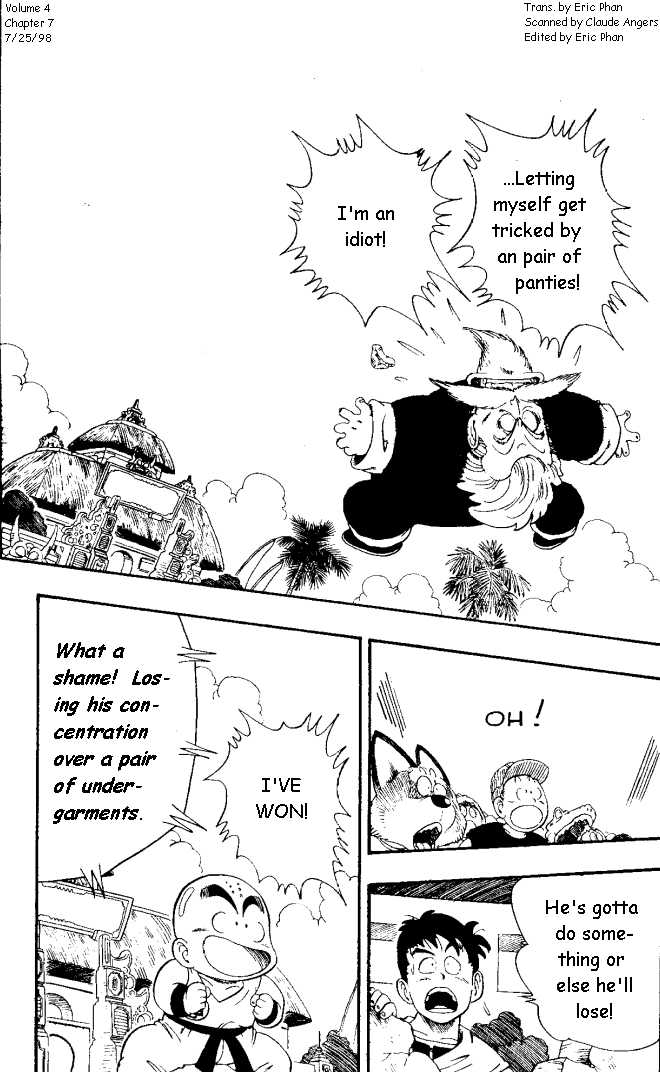 Volume 4
Chapter 7
7/25/98
Trans. by Eric Phan
Scanned by Claude Angers
Edited by Eric Phan
...Letting
myself get
tricked by
an pair of
panties!
I'm an
idiot!
OH!
He's gotta
do some-
thing or
else he'll
lose!
What a
shame! Los-
ing his con-
centration
over a pair
of under-
garments.
I'VE
WON!